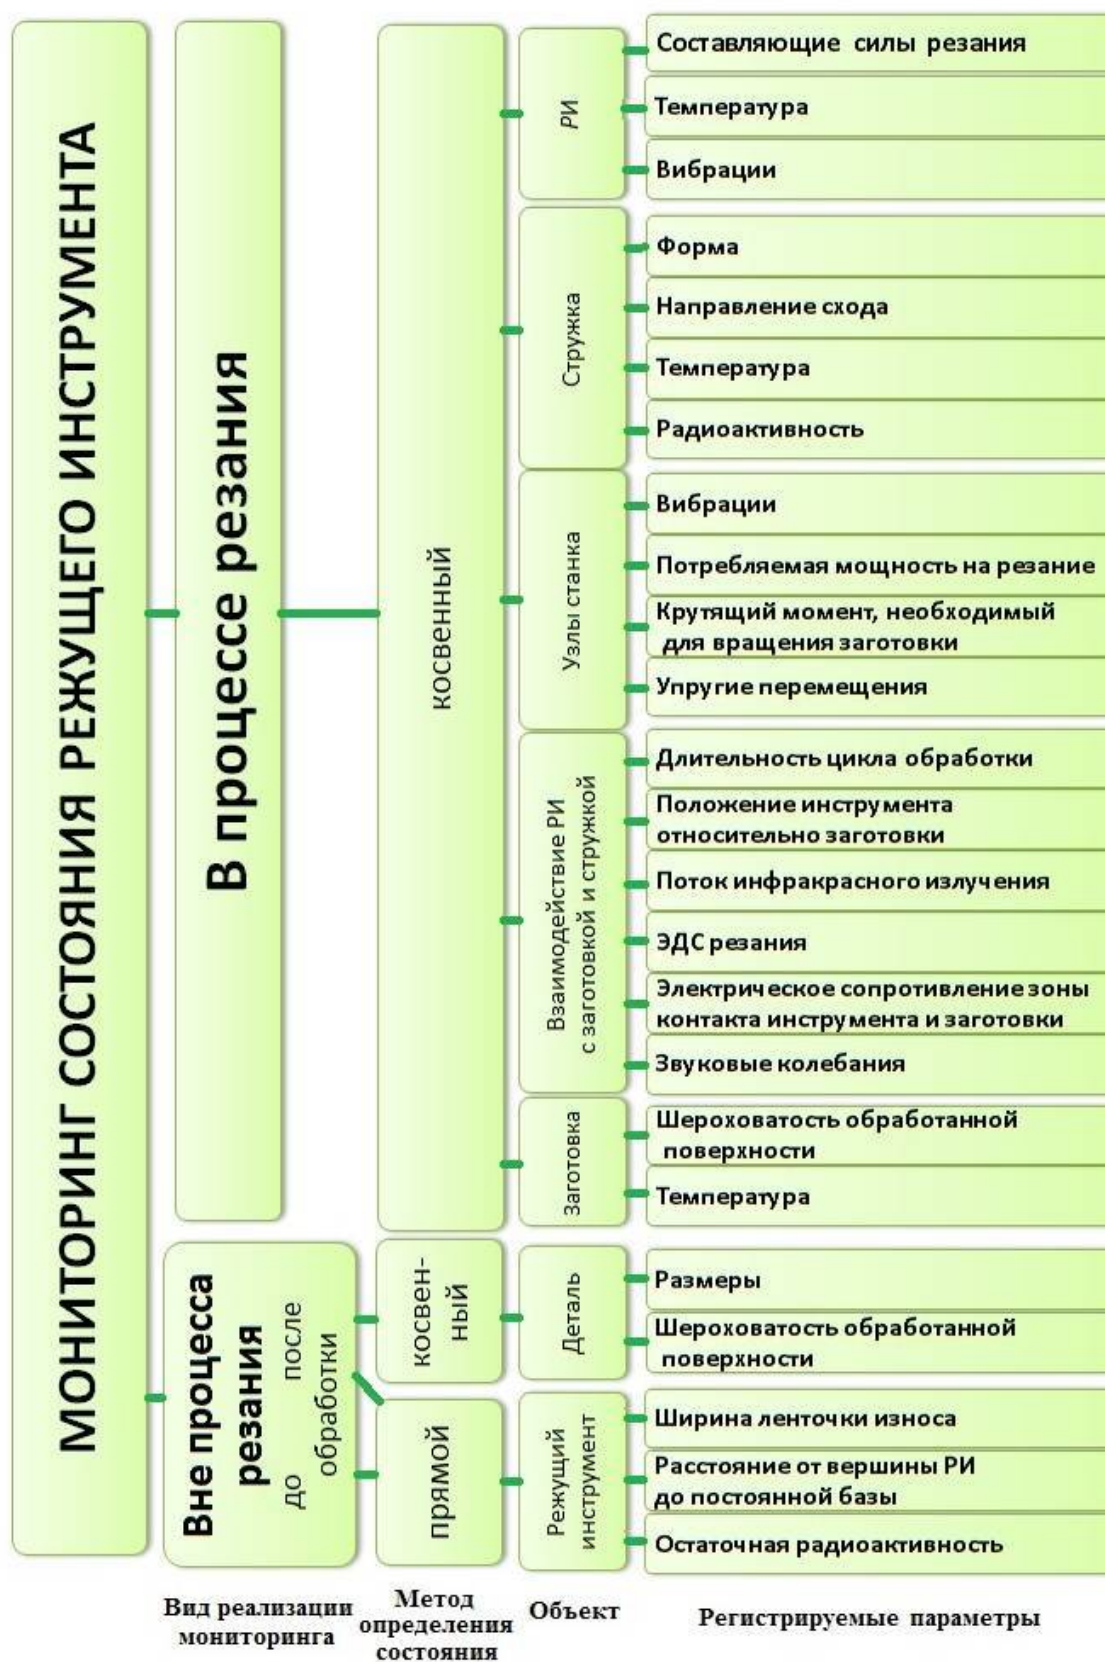 МОНИТОРИНГ СОСТОЯНИЯ РЕЖУЩЕГО ИНСТРУМЕНТА
В процессе резания
косвенный
РИ
Составляющие силы резания
Температура
Вибрации
Стружка
Форма
Направление схода
Температура
Радиоактивность
Узлы станка
Вибрации
Потребляемая мощность на резание
Крутящий момент, необходимый
для вращения заготовки
Упругие перемещения
Взаимодействие РИ
с заготовкой и стружкой
Длительность цикла обработки
Положение инструмента
относительно заготовки
Поток инфракрасного излучения
ЭДС резания
Электрическое сопротивление зоны
контакта инструмента и заготовки
Звуковые колебания
Заготовка
Шероховатость обработанной
поверхности
Температура
Вне процесса
резания
до после
обработки
косвен-
ный
Деталь
Размеры
Шероховатость обработанной
поверхности
прямой
Режущий
инструмент
Ширина ленточки износа
Расстояние от вершины РИ
до постоянной базы
Остаточная радиоактивность
Вид реализации
мониторинга
Метод
определения
состояния
Объект
Регистрируемые параметры